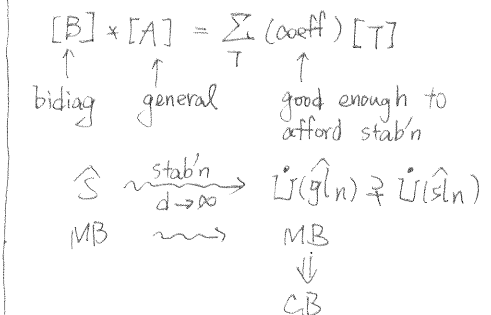 [B] * [A] = Σ_T (coeff) [T]
↑ ↑ ↑
bidiag general good enough to
afford stab'n
Ŝ stab'n d→∞ U̇(ĝl_n) ⊋ U̇(ŝl_n)
MB ⇝ MB
⇓
CB